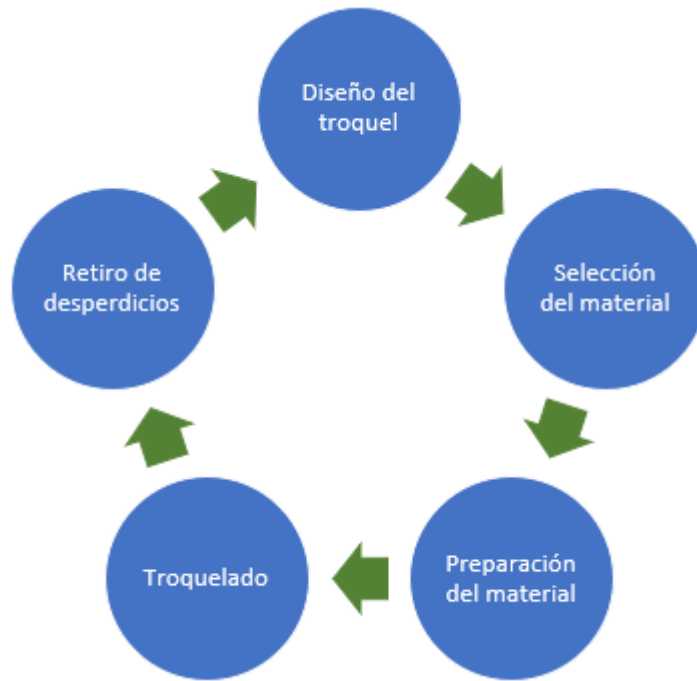 Diseño del
troquel
Selección
del material
Preparación
del material
Troquelado
Retiro de
desperdicios